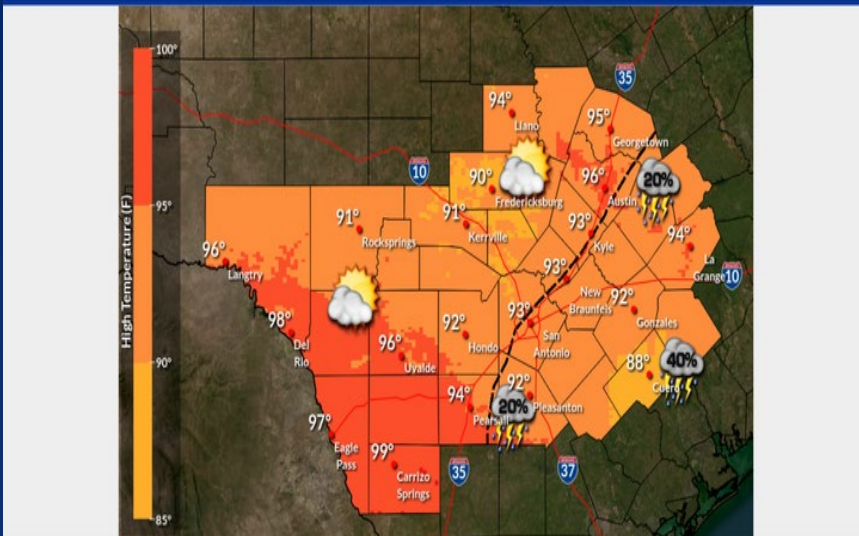 100°
95°
90°
85°
High Temperature (F)
35
94°
Llano
95°
Georgetown
10
90°
Fredericksburg
96°
Austin
20%
91°
Rocksprings
91°
Kerrville
93°
Kyle
94°
La
Grange
10
96°
Langtry
93°
New
Braunfels
92°
Gonzales
98°
Del
Rio
96°
Uvalde
92°
Hondo
93°
San
Antonio
88°
Cuero
40%
97°
Eagle
Pass
94°
Pearsall
92°
Pleasanton
20%
99°
Carrizo
Springs
35
37